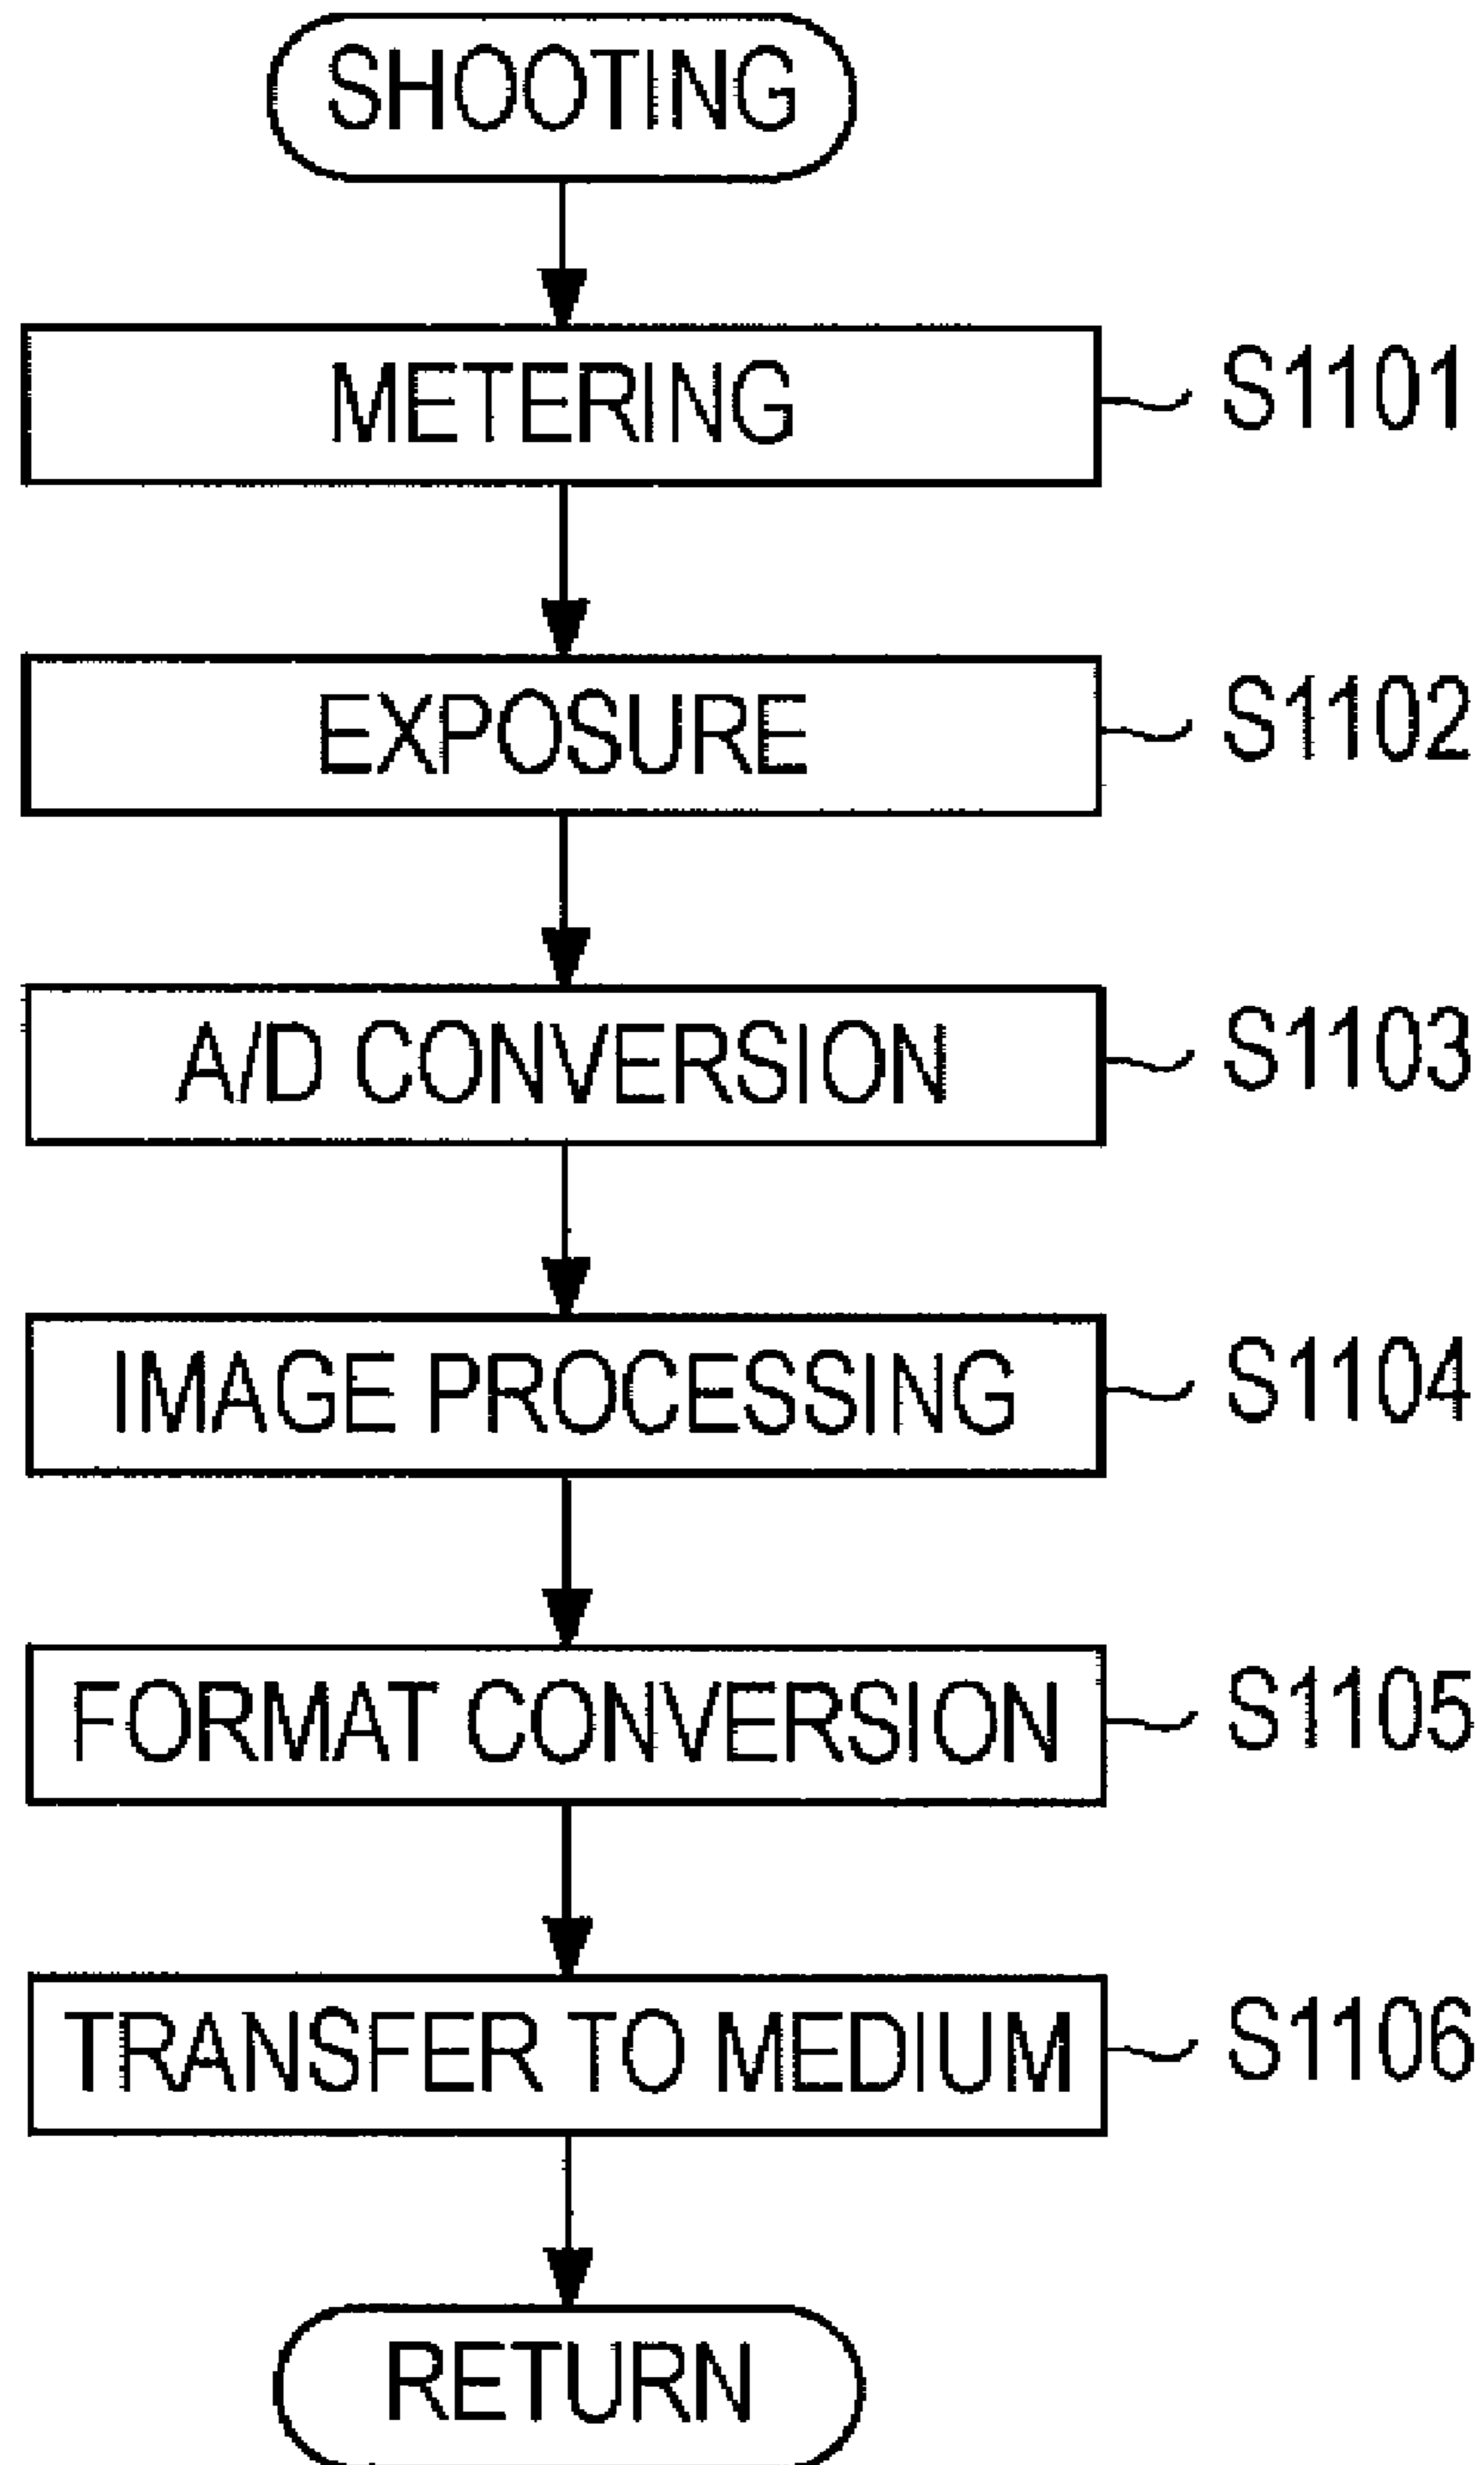 SHOOTING
METERING S1101
EXPOSURE S1102
A/D CONVERSION S1103
IMAGE PROCESSING S1104
FORMAT CONVERSION S1105
TRANSFER TO MEDIUM S1106
RETURN